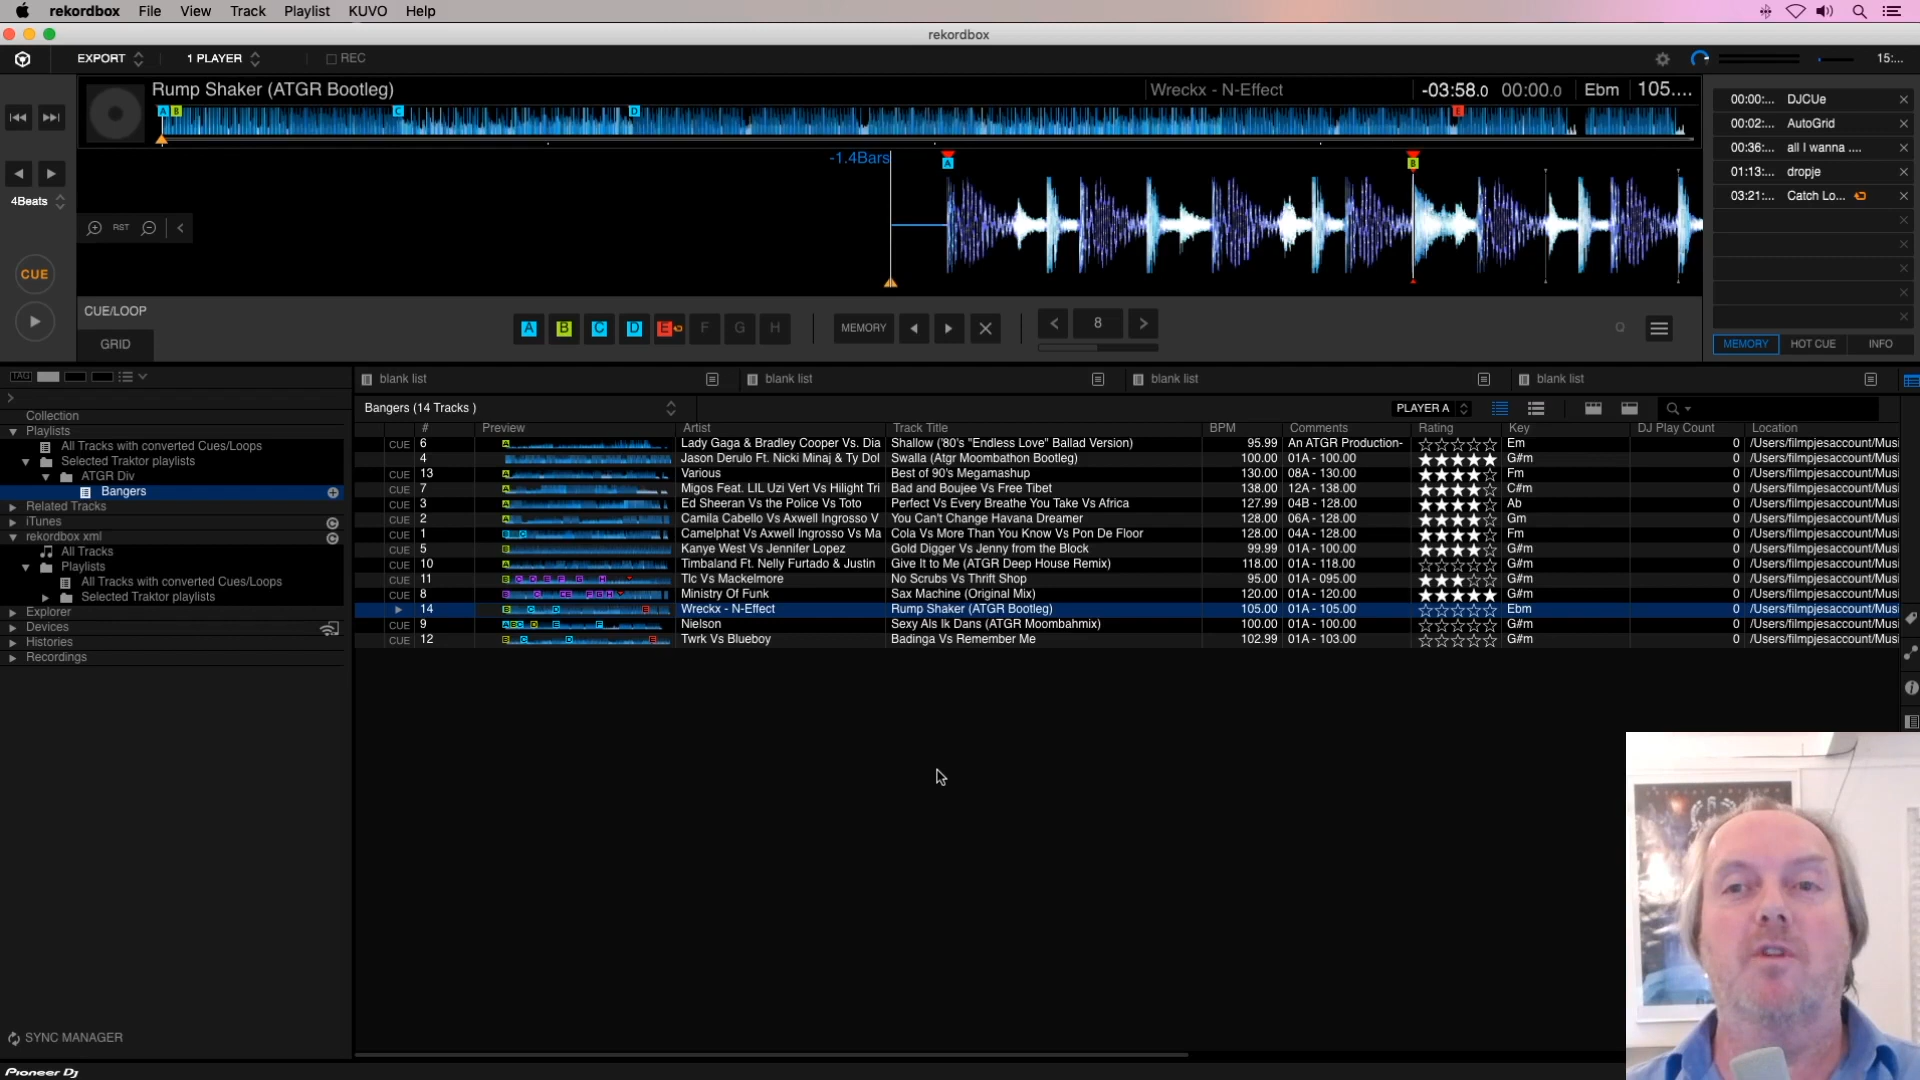 rekordbox File View Track Playlist KUVO Help
rekordbox
EXPORT 1 PLAYER REC 15:...
Rump Shaker (ATGR Bootleg) Wreckx - N-Effect -03:58.0 00:00.0 Ebm 105....
A B C D E
-1.4Bars A B
4Beats
RST
CUE
CUE/LOOP
GRID
A B C D E F G H MEMORY 8 Q
00:00:... DJCUe
00:02:... AutoGrid
00:36:... all I wanna ....
01:13:... dropje
03:21:... Catch Lo...
MEMORY HOT CUE INFO
TAG
blank list blank list blank list blank list
Collection
Playlists
All Tracks with converted Cues/Loops
Selected Traktor playlists
ATGR Div
Bangers
Related Tracks
iTunes
rekordbox xml
All Tracks
Playlists
All Tracks with converted Cues/Loops
Selected Traktor playlists
Explorer
Devices
Histories
Recordings
SYNC MANAGER
Pioneer Dj
Bangers (14 Tracks ) PLAYER A
# Preview Artist Track Title BPM Comments Rating Key DJ Play Count Location
CUE 6 Lady Gaga & Bradley Cooper Vs. Dia Shallow ('80's "Endless Love" Ballad Version) 95.99 An ATGR Production- Em 0 /Users/filmpjesaccount/Musi
4 Jason Derulo Ft. Nicki Minaj & Ty Dol Swalla (Atgr Moombathon Bootleg) 100.00 01A - 100.00 G#m 0 /Users/filmpjesaccount/Musi
CUE 13 Various Best of 90's Megamashup 130.00 08A - 130.00 Fm 0 /Users/filmpjesaccount/Musi
CUE 7 Migos Feat. LIL Uzi Vert Vs Hilight Tri Bad and Boujee Vs Free Tibet 138.00 12A - 138.00 C#m 0 /Users/filmpjesaccount/Musi
CUE 3 Ed Sheeran Vs the Police Vs Toto Perfect Vs Every Breathe You Take Vs Africa 127.99 04B - 128.00 Ab 0 /Users/filmpjesaccount/Musi
CUE 2 Camila Cabello Vs Axwell Ingrosso V You Can't Change Havana Dreamer 128.00 06A - 128.00 Gm 0 /Users/filmpjesaccount/Musi
CUE 1 Camelphat Vs Axwell Ingrosso Vs Ma Cola Vs More Than You Know Vs Pon De Floor 128.00 04A - 128.00 Fm 0 /Users/filmpjesaccount/Musi
CUE 5 Kanye West Vs Jennifer Lopez Gold Digger Vs Jenny from the Block 99.99 01A - 100.00 G#m 0 /Users/filmpjesaccount/Musi
CUE 10 Timbaland Ft. Nelly Furtado & Justin Give It to Me (ATGR Deep House Remix) 118.00 01A - 118.00 G#m 0 /Users/filmpjesaccount/Musi
CUE 11 Tlc Vs Mackelmore No Scrubs Vs Thrift Shop 95.00 01A - 095.00 G#m 0 /Users/filmpjesaccount/Musi
CUE 8 Ministry Of Funk Sax Machine (Original Mix) 120.00 01A - 120.00 G#m 0 /Users/filmpjesaccount/Musi
14 Wreckx - N-Effect Rump Shaker (ATGR Bootleg) 105.00 01A - 105.00 Ebm 0 /Users/filmpjesaccount/Musi
CUE 9 Nielson Sexy Als Ik Dans (ATGR Moombahmix) 100.00 01A - 100.00 G#m 0 /Users/filmpjesaccount/Musi
CUE 12 Twrk Vs Blueboy Badinga Vs Remember Me 102.99 01A - 103.00 G#m 0 /Users/filmpjesaccount/Musi